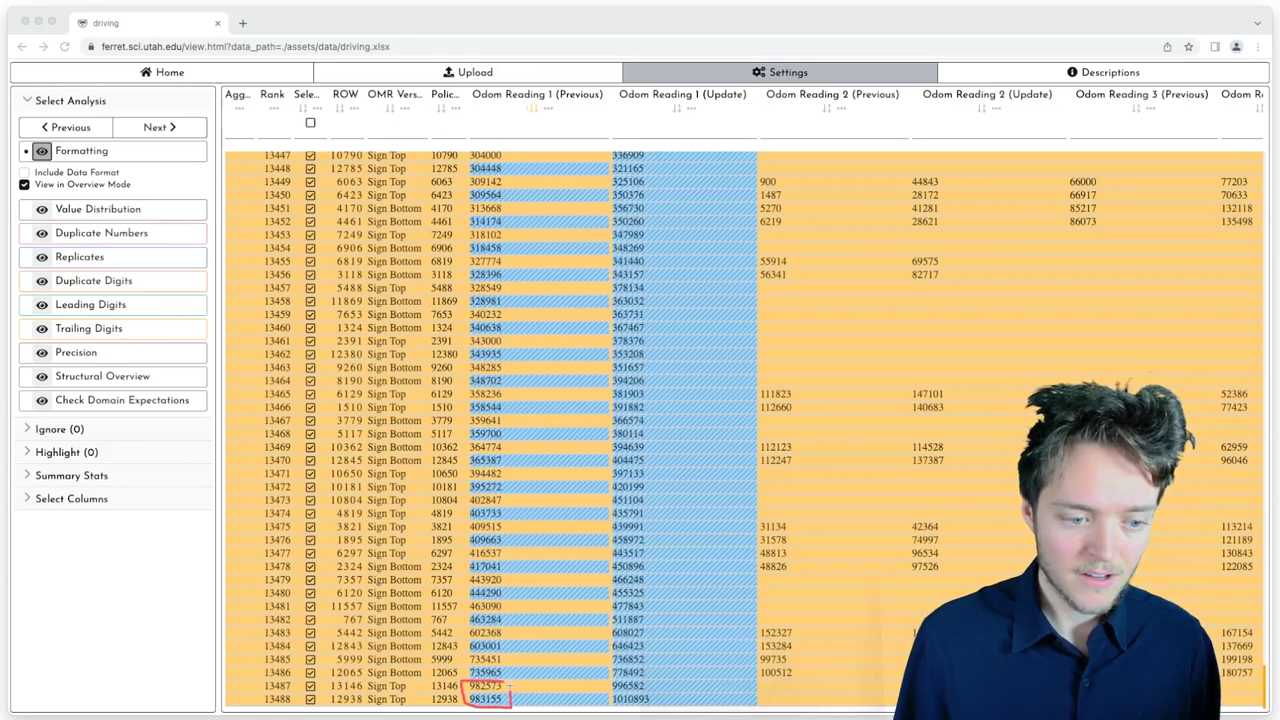 driving
ferret.sci.utah.edu/view.html?data_path=./assets/data/driving.xlsx
Home Upload Settings Descriptions
Select Analysis
Previous Next
Formatting
Include Data Format
View in Overview Mode
Value Distribution
Duplicate Numbers
Replicates
Duplicate Digits
Leading Digits
Trailing Digits
Precision
Structural Overview
Check Domain Expectations
Ignore (0)
Highlight (0)
Summary Stats
Select Columns
Agg... Rank Sele... ROW OMR Vers... Polic... Odom Reading 1 (Previous) Odom Reading 1 (Update) Odom Reading 2 (Previous) Odom Reading 2 (Update) Odom Reading 3 (Previous) Odom R
13447 10790 Sign Top 10790 304000 336909
13448 12785 Sign Top 12785 304448 321165
13449 6063 Sign Top 6063 309142 325106 900 44843 66000 77203
13450 6423 Sign Top 6423 309564 350376 1487 28172 66917 70633
13451 4170 Sign Bottom 4170 313668 356730 5270 41281 85217 132118
13452 4461 Sign Bottom 4461 314174 350260 6219 28621 86073 135498
13453 7249 Sign Top 7249 318102 347989
13454 6906 Sign Bottom 6906 318458 348269
13455 6819 Sign Bottom 6819 327774 341440 55914 69575
13456 3118 Sign Bottom 3118 328396 343157 56341 82717
13457 5488 Sign Top 5488 328549 378134
13458 11869 Sign Bottom 11869 328981 363032
13459 7653 Sign Bottom 7653 340232 363731
13460 1324 Sign Bottom 1324 340638 367467
13461 2391 Sign Top 2391 343000 378376
13462 12380 Sign Top 12380 343935 353208
13463 9260 Sign Bottom 9260 348285 351657
13464 8190 Sign Bottom 8190 348702 394206
13465 6129 Sign Top 6129 358236 381903 111823 147101 52386
13466 1510 Sign Top 1510 358544 391882 112660 140683 77423
13467 3779 Sign Bottom 3779 359641 366574
13468 5117 Sign Bottom 5117 359700 380114
13469 10362 Sign Bottom 10362 364774 394639 112123 114528 62959
13470 12845 Sign Bottom 12845 365387 404475 112247 137387 96046
13471 10650 Sign Top 10650 394482 397133
13472 10181 Sign Top 10181 395272 420199
13473 10804 Sign Top 10804 402847 451104
13474 4819 Sign Top 4819 403733 435791
13475 3821 Sign Top 3821 409515 439991 31134 42364 113214
13476 1895 Sign Top 1895 409663 458972 31578 74997 121189
13477 6297 Sign Top 6297 416537 443517 48813 96534 130843
13478 2324 Sign Bottom 2324 417041 450896 48826 97526 122085
13479 7357 Sign Top 7357 443920 466248
13480 6120 Sign Bottom 6120 444290 455325
13481 11557 Sign Bottom 11557 463090 477843
13482 767 Sign Bottom 767 463284 511887
13483 5442 Sign Bottom 5442 602368 608027 152327 167154
13484 12843 Sign Bottom 12843 603001 646423 153284 137669
13485 5999 Sign Bottom 5999 735451 736852 99735 199198
13486 12065 Sign Bottom 12065 735965 778492 100512 180757
13487 13146 Sign Top 13146 982573 996582
13488 12938 Sign Top 12938 983155 1010893